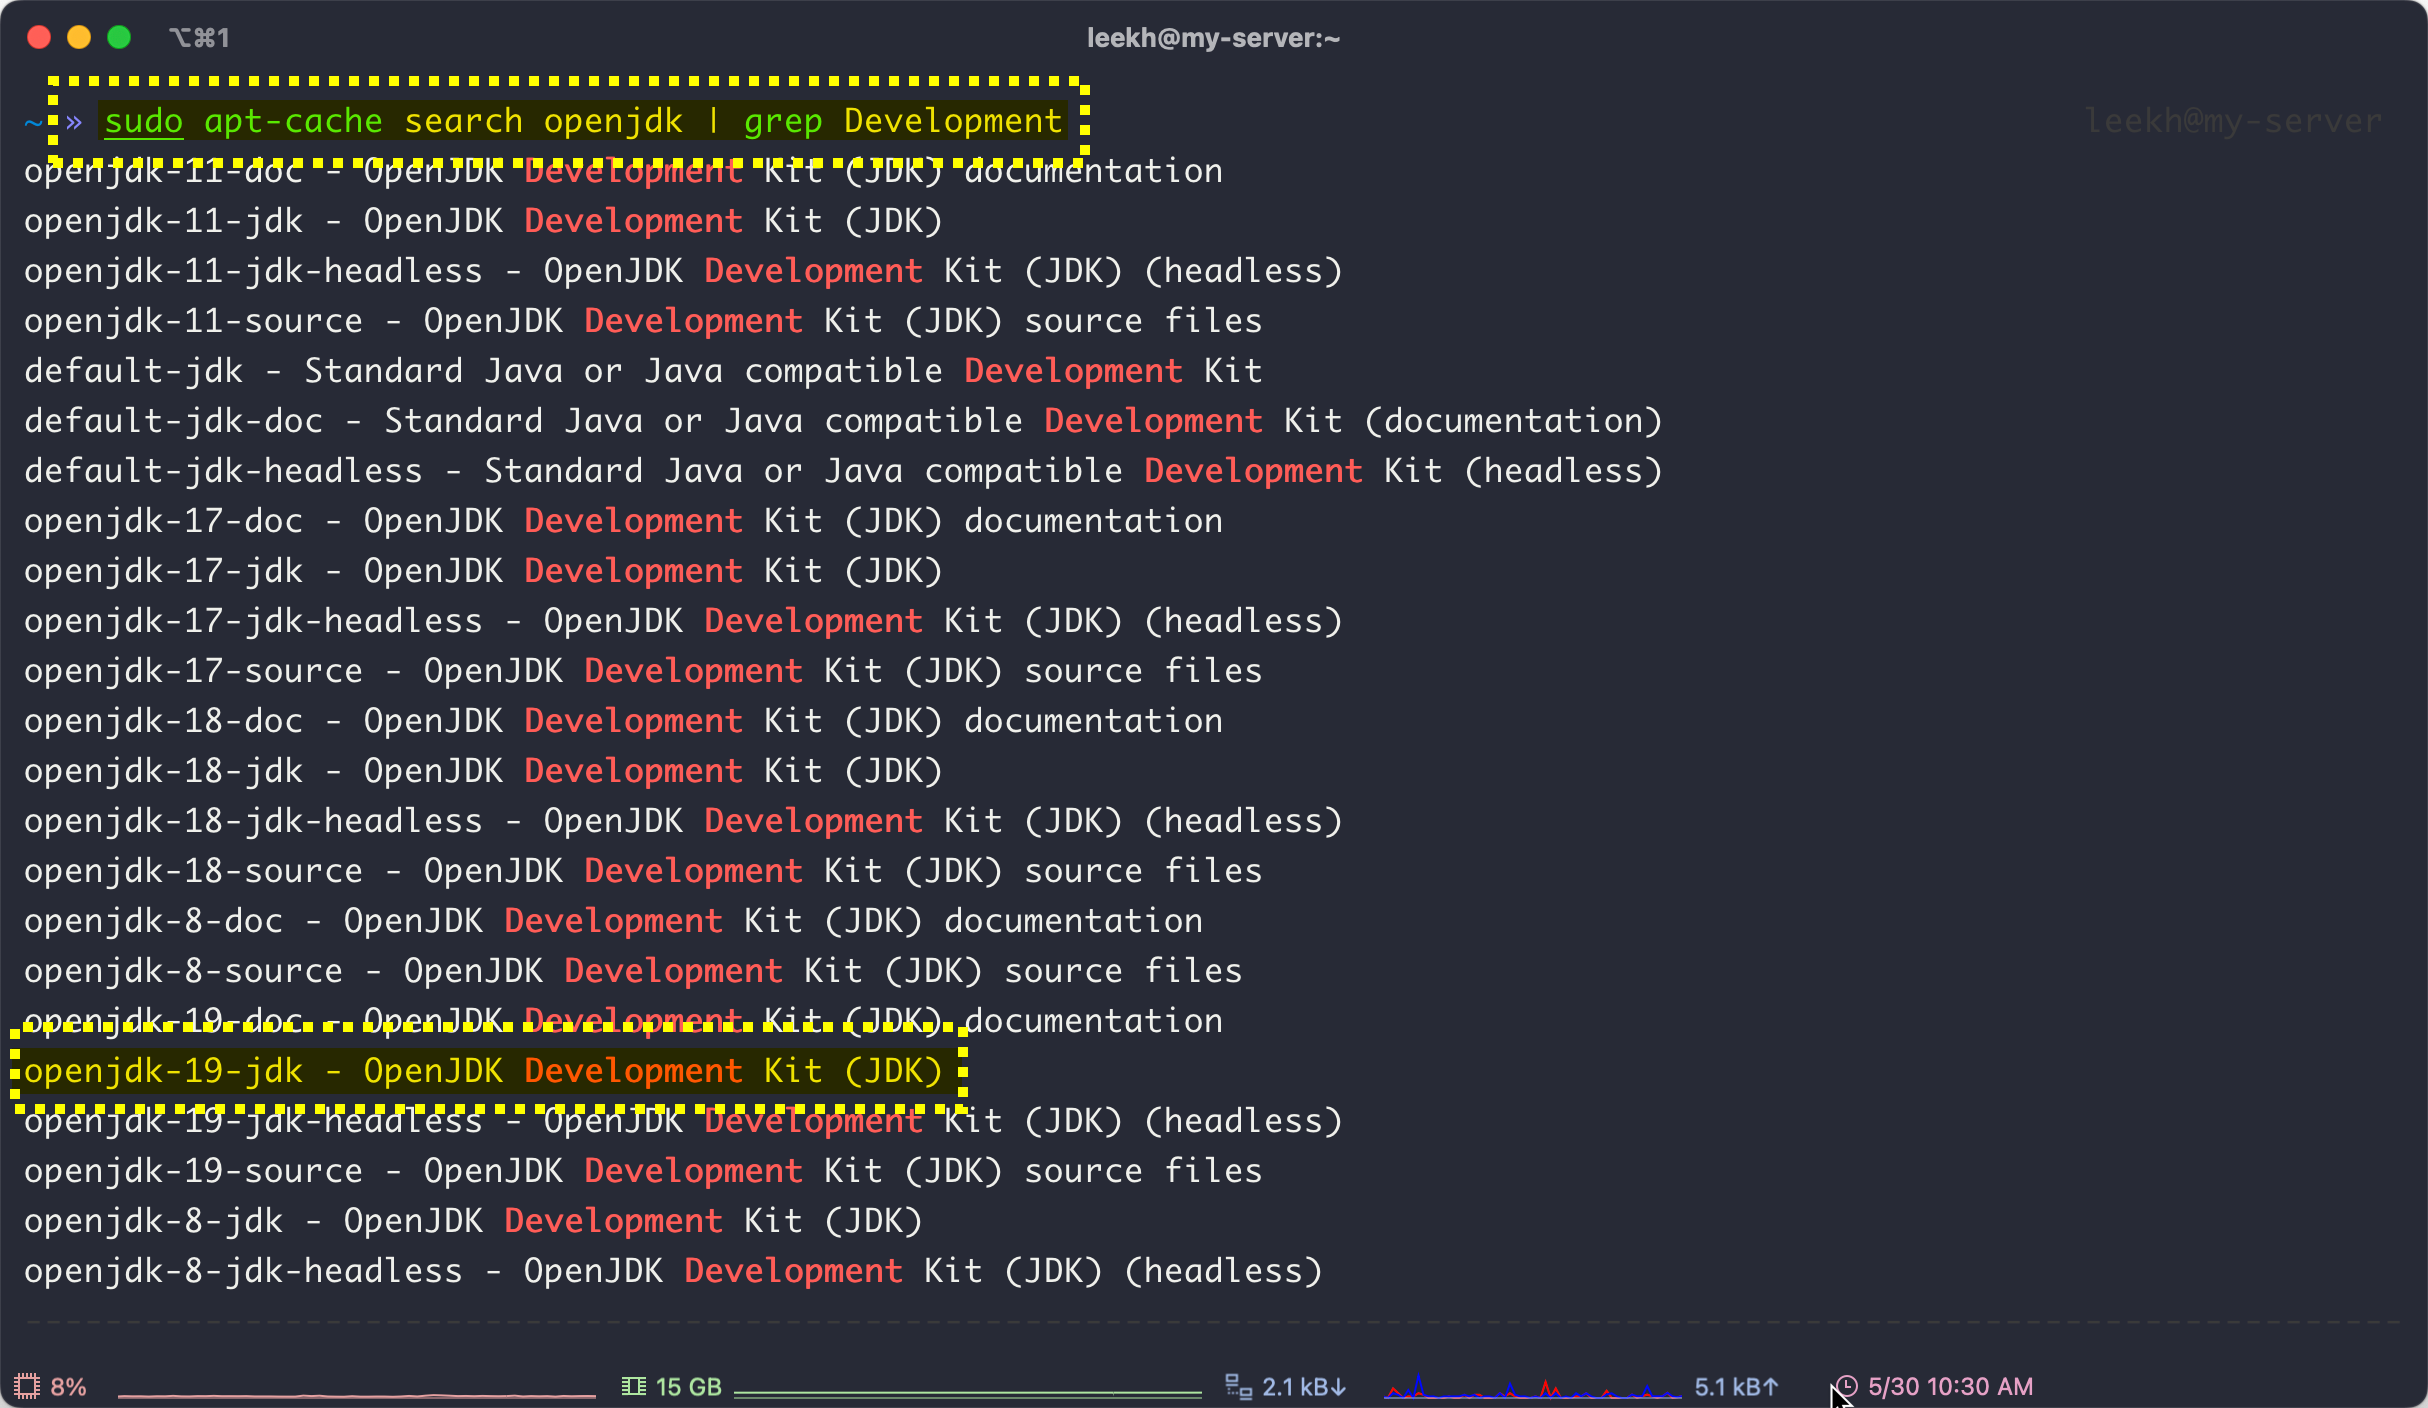 ⌥⌘1
leekh@my-server:~
~ » sudo apt-cache search openjdk | grep Development leekh@my-server
openjdk-11-doc - OpenJDK Development Kit (JDK) documentation
openjdk-11-jdk - OpenJDK Development Kit (JDK)
openjdk-11-jdk-headless - OpenJDK Development Kit (JDK) (headless)
openjdk-11-source - OpenJDK Development Kit (JDK) source files
default-jdk - Standard Java or Java compatible Development Kit
default-jdk-doc - Standard Java or Java compatible Development Kit (documentation)
default-jdk-headless - Standard Java or Java compatible Development Kit (headless)
openjdk-17-doc - OpenJDK Development Kit (JDK) documentation
openjdk-17-jdk - OpenJDK Development Kit (JDK)
openjdk-17-jdk-headless - OpenJDK Development Kit (JDK) (headless)
openjdk-17-source - OpenJDK Development Kit (JDK) source files
openjdk-18-doc - OpenJDK Development Kit (JDK) documentation
openjdk-18-jdk - OpenJDK Development Kit (JDK)
openjdk-18-jdk-headless - OpenJDK Development Kit (JDK) (headless)
openjdk-18-source - OpenJDK Development Kit (JDK) source files
openjdk-8-doc - OpenJDK Development Kit (JDK) documentation
openjdk-8-source - OpenJDK Development Kit (JDK) source files
openjdk-19-doc - OpenJDK Development Kit (JDK) documentation
openjdk-19-jdk - OpenJDK Development Kit (JDK)
openjdk-19-jdk-headless - OpenJDK Development Kit (JDK) (headless)
openjdk-19-source - OpenJDK Development Kit (JDK) source files
openjdk-8-jdk - OpenJDK Development Kit (JDK)
openjdk-8-jdk-headless - OpenJDK Development Kit (JDK) (headless)
8% 15 GB 2.1 kB↓ 5.1 kB↑ 5/30 10:30 AM